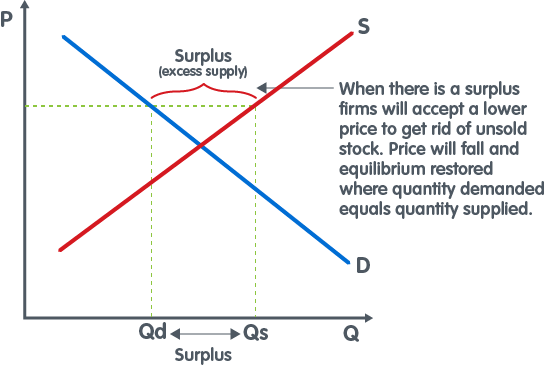 P
S
Surplus
(excess supply)
When there is a surplus
firms will accept a lower
price to get rid of unsold
stock. Price will fall and
equilibrium restored
where quantity demanded
equals quantity supplied.
D
Qd
Qs
Q
Surplus